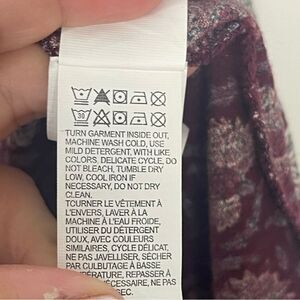 30
TURN GARMENT INSIDE OUT,
MACHINE WASH COLD, USE
MILD DETERGENT, WITH LIKE
COLORS, DELICATE CYCLE, DO
NOT BLEACH, TUMBLE DRY
LOW, COOL IRON IF
NECESSARY, DO NOT DRY
CLEAN.
TOURNER LE VÊTEMENT À
L'ENVERS, LAVER À LA
MACHINE À L'EAU FROIDE,
UTILISER DU DÉTERGENT
DOUX, AVEC COULEURS
SIMILAIRES, CYCLE DÉLICAT,
NE PAS JAVELLISER, SÉCHER
PAR CULBUTAGE À BASSE
TEMPÉRATURE, REPASSER À
NÉCESSAIRE, NE PAS
SEC.